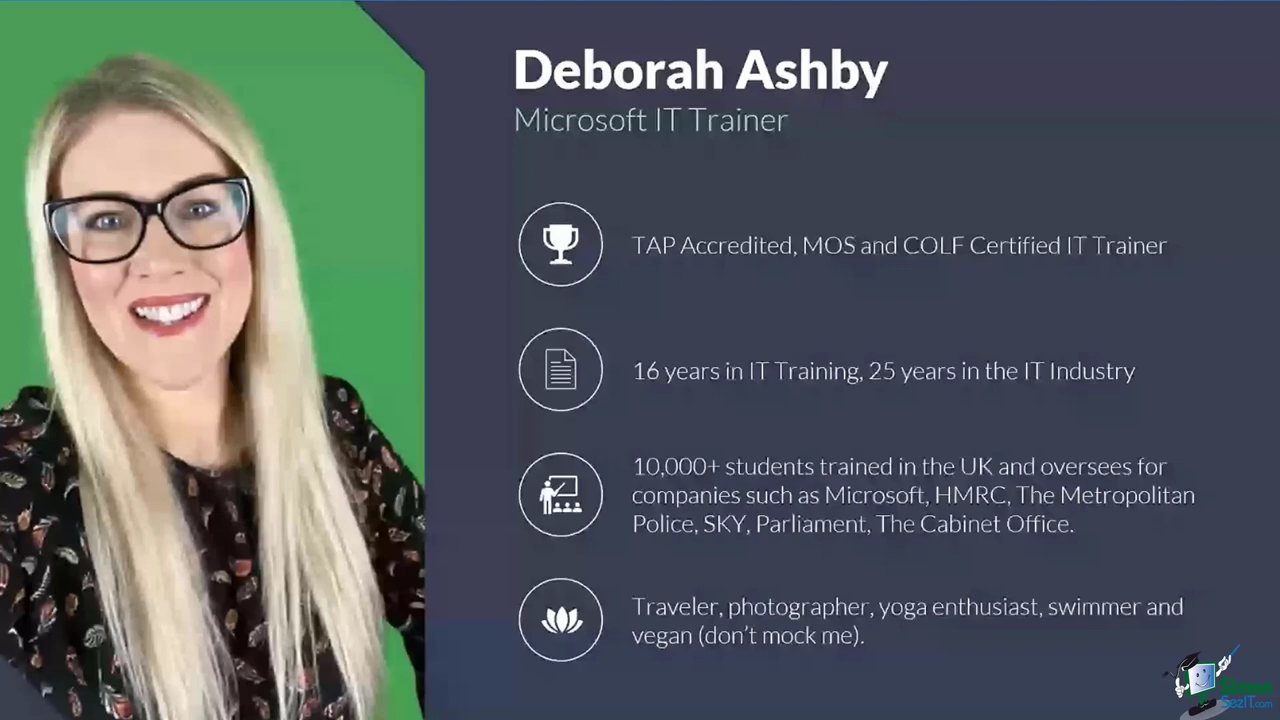 Deborah Ashby
Microsoft IT Trainer
TAP Accredited, MOS and COLF Certified IT Trainer
16 years in IT Training, 25 years in the IT Industry
10,000+ students trained in the UK and oversees for
companies such as Microsoft, HMRC, The Metropolitan
Police, SKY, Parliament, The Cabinet Office.
Traveler, photographer, yoga enthusiast, swimmer and
vegan (don't mock me).
SezIT.com